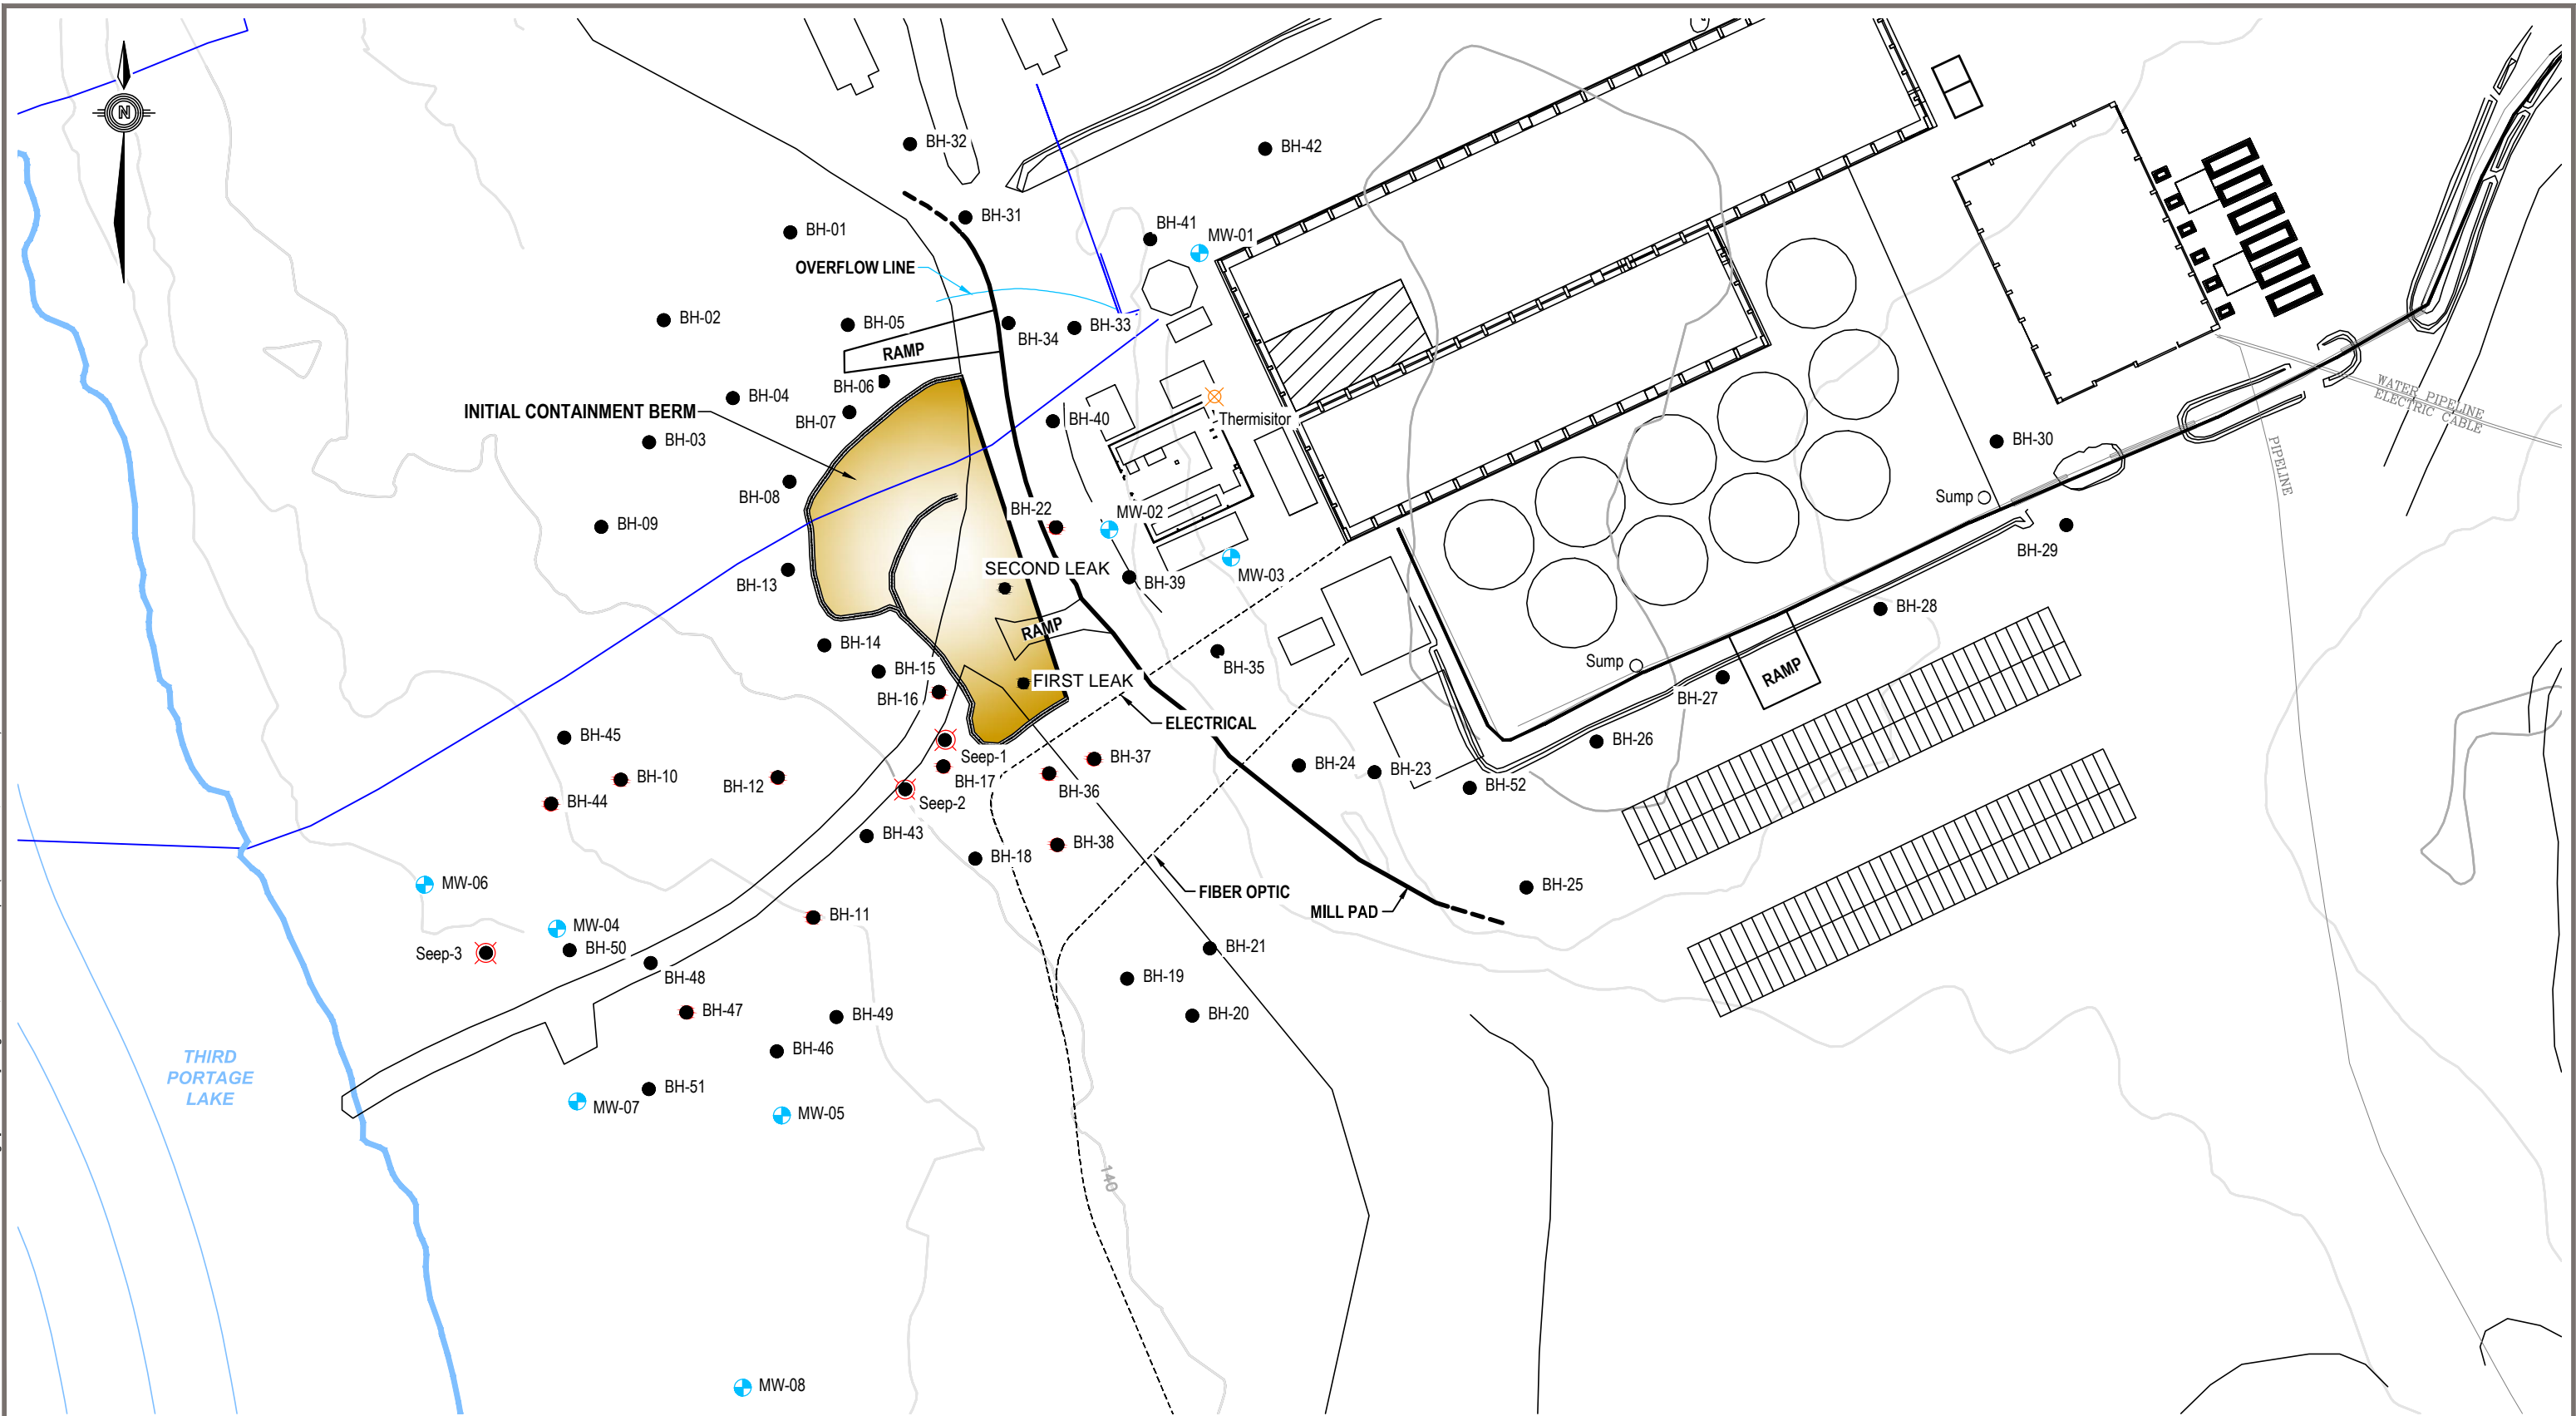 N
BH-32
BH-42
BH-31
BH-01
BH-41
MW-01
OVERFLOW LINE
BH-02
BH-05
BH-34
BH-33
RAMP
BH-06
BH-04
INITIAL CONTAINMENT BERM
BH-07
BH-40
Thermisitor
WATER PIPELINE
ELECTRIC CABLE
BH-03
BH-30
PIPELINE
BH-08
Sump
BH-22
MW-02
BH-09
BH-29
SECOND LEAK
MW-03
BH-13
BH-39
BH-28
RAMP
BH-14
BH-35
Sump
BH-15
FIRST LEAK
RAMP
BH-16
BH-27
ELECTRICAL
BH-45
BH-26
Seep-1
BH-37
BH-24
BH-23
BH-10
BH-12
BH-17
BH-36
BH-52
BH-44
Seep-2
BH-43
BH-38
BH-18
MW-06
BH-25
FIBER OPTIC
MILL PAD
BH-11
MW-04
BH-50
Seep-3
BH-21
BH-48
BH-19
BH-47
BH-49
BH-20
BH-46
THIRD
PORTAGE
LAKE
BH-51
MW-07
MW-05
140
MW-08